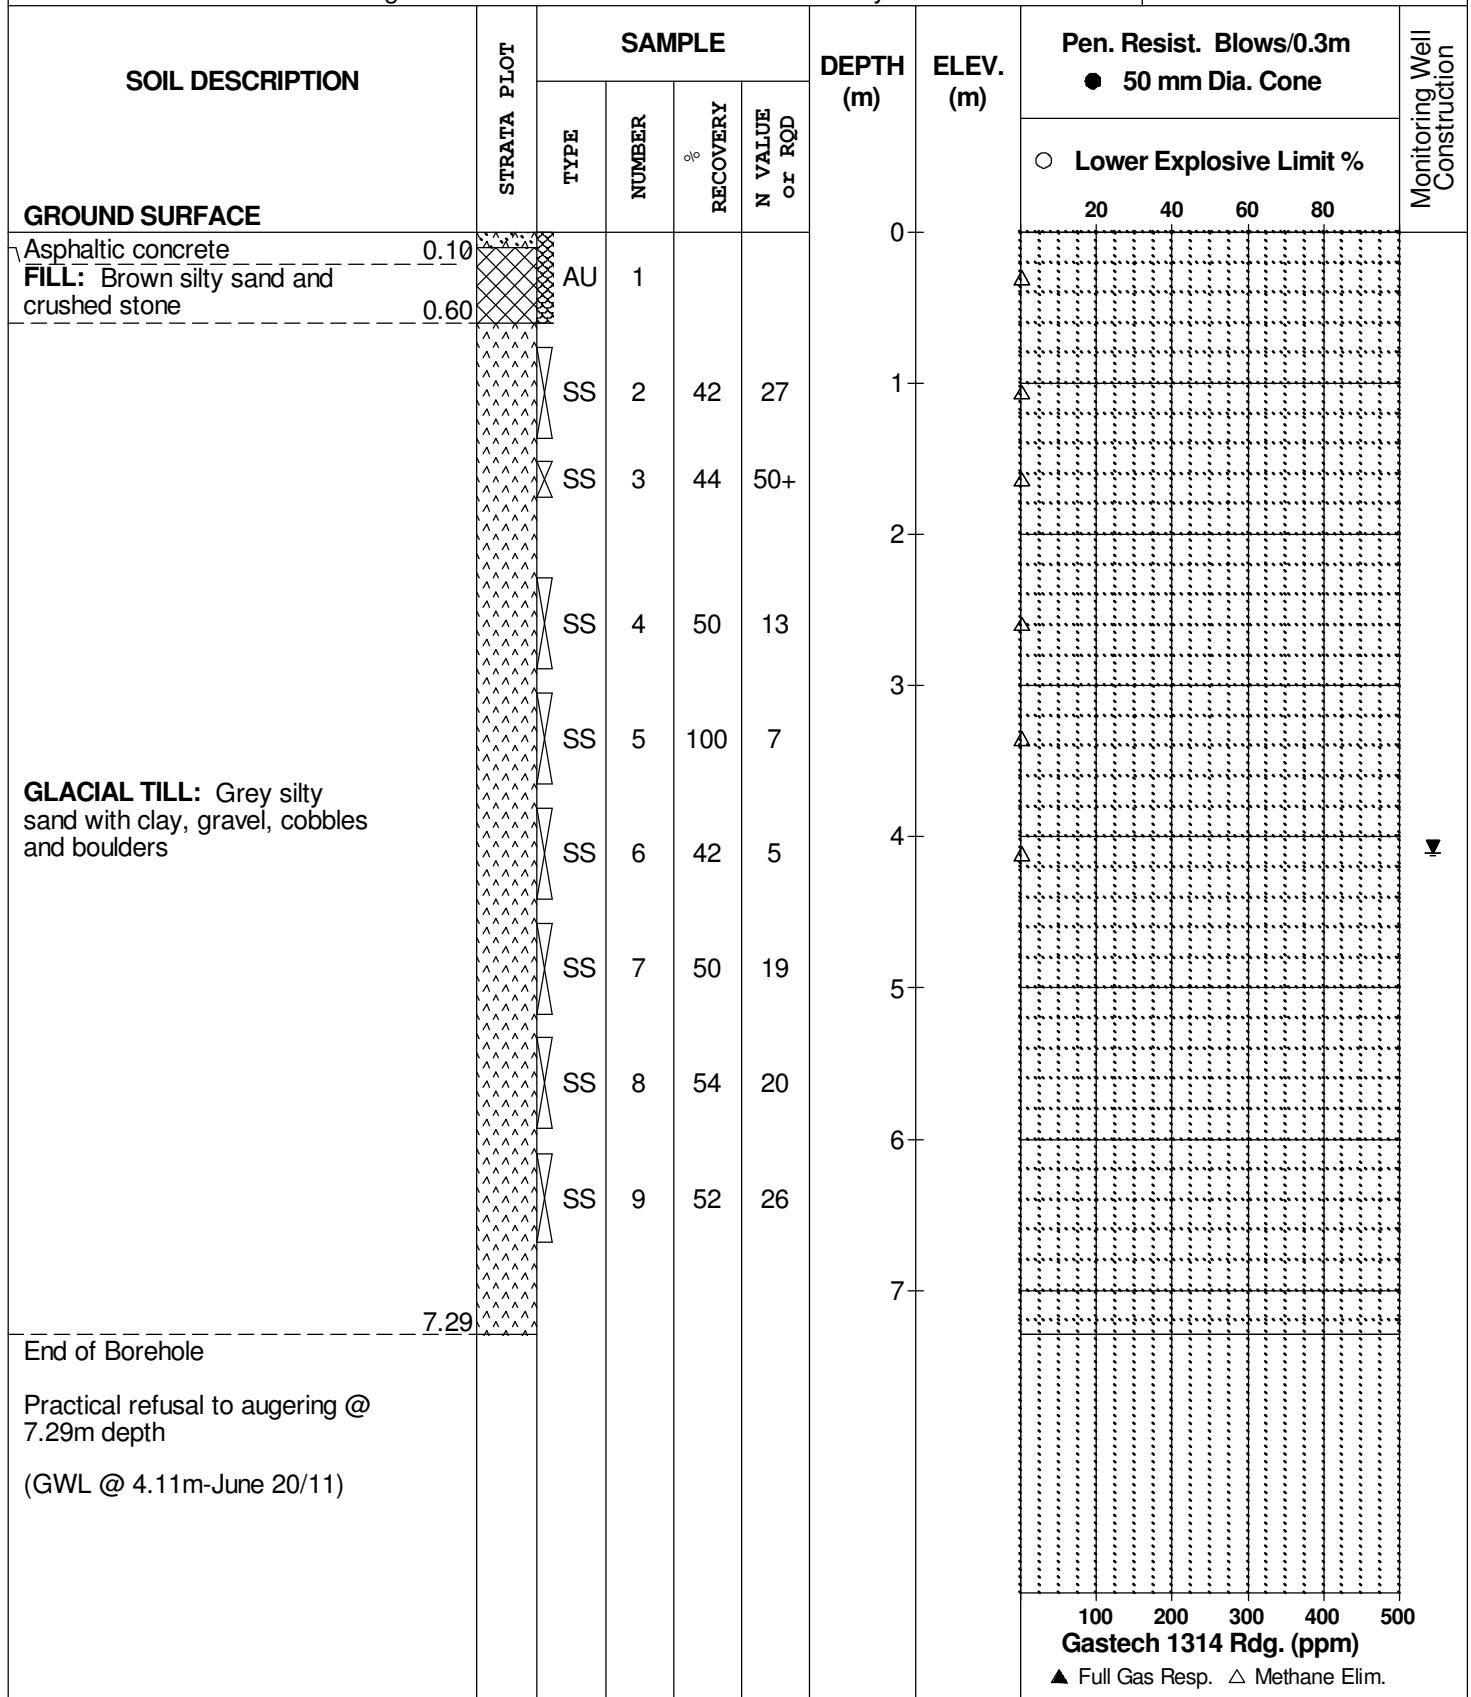 SOIL DESCRIPTION
STRATA PLOT
SAMPLE
TYPE
NUMBER
%
RECOVERY
N VALUE
or RQD
DEPTH
(m)
ELEV.
(m)
Pen. Resist. Blows/0.3m
● 50 mm Dia. Cone
○ Lower Explosive Limit %
20 40 60 80
Monitoring Well
Construction
GROUND SURFACE
0
Asphaltic concrete 0.10
FILL: Brown silty sand and
crushed stone 0.60
AU 1
SS 2 42 27
1
SS 3 44 50+
2
SS 4 50 13
3
SS 5 100 7
GLACIAL TILL: Grey silty
sand with clay, gravel, cobbles
and boulders
4
SS 6 42 5
SS 7 50 19
5
SS 8 54 20
6
SS 9 52 26
7
7.29
End of Borehole
Practical refusal to augering @
7.29m depth
(GWL @ 4.11m-June 20/11)
100 200 300 400 500
Gastech 1314 Rdg. (ppm)
▲ Full Gas Resp. △ Methane Elim.